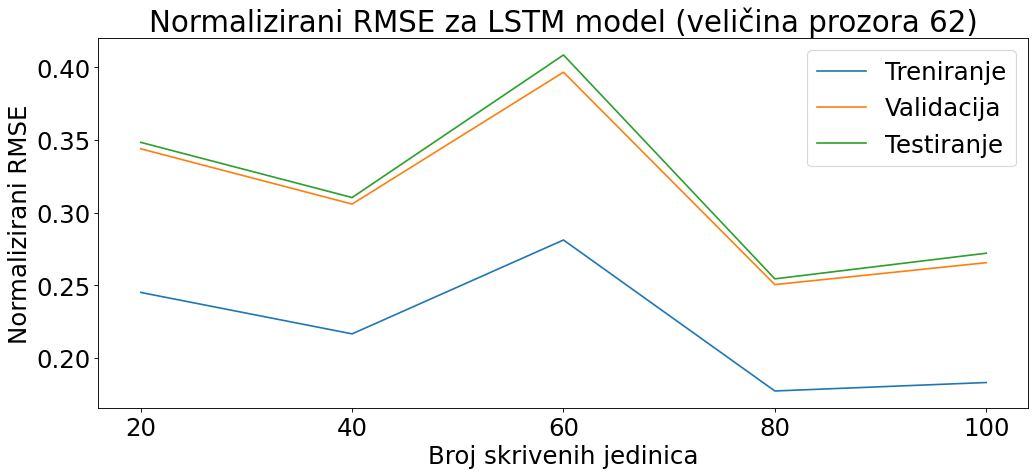 Normalizirani RMSE za LSTM model (veličina prozora 62)
Normalizirani RMSE
0.40
0.35
0.30
0.25
0.20
Treniranje
Validacija
Testiranje
20 40 60 80 100
Broj skrivenih jedinica